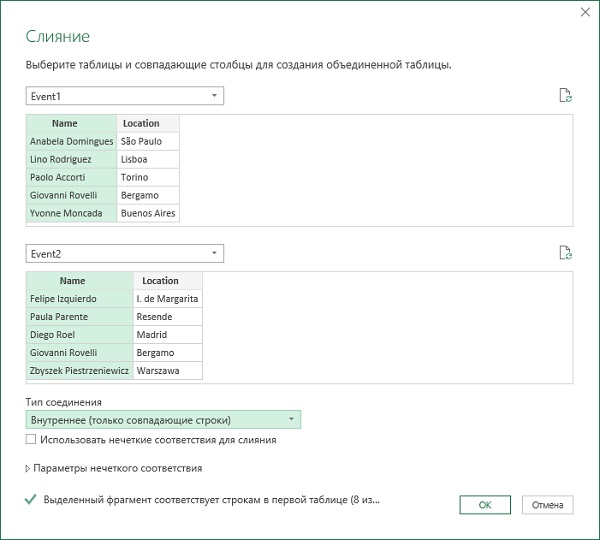 Слияние
Выберите таблицы и совпадающие столбцы для создания объединенной таблицы.
Event1
Name Location
Anabela Domingues São Paulo
Lino Rodriguez Lisboa
Paolo Accorti Torino
Giovanni Rovelli Bergamo
Yvonne Moncada Buenos Aires
Event2
Name Location
Felipe Izquierdo I. de Margarita
Paula Parente Resende
Diego Roel Madrid
Giovanni Rovelli Bergamo
Zbyszek Piestrzeniewicz Warszawa
Тип соединения
Внутреннее (только совпадающие строки)
Использовать нечеткие соответствия для слияния
Параметры нечеткого соответствия
Выделенный фрагмент соответствует строкам в первой таблице (8 из...
ОК Отмена